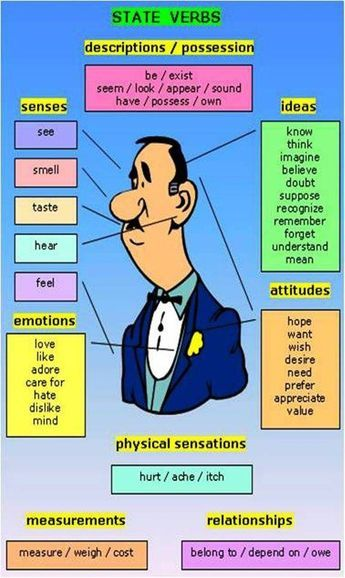 STATE VERBS
descriptions / possession
be / exist
seem / look / appear / sound
have / possess / own
senses
see
smell
taste
hear
feel
ideas
know
think
imagine
believe
doubt
suppose
recognize
remember
forget
understand
mean
emotions
love
like
adore
care for
hate
dislike
mind
attitudes
hope
want
wish
desire
need
prefer
appreciate
value
physical sensations
hurt / ache / itch
measurements
measure / weigh / cost
relationships
belong to / depend on / owe